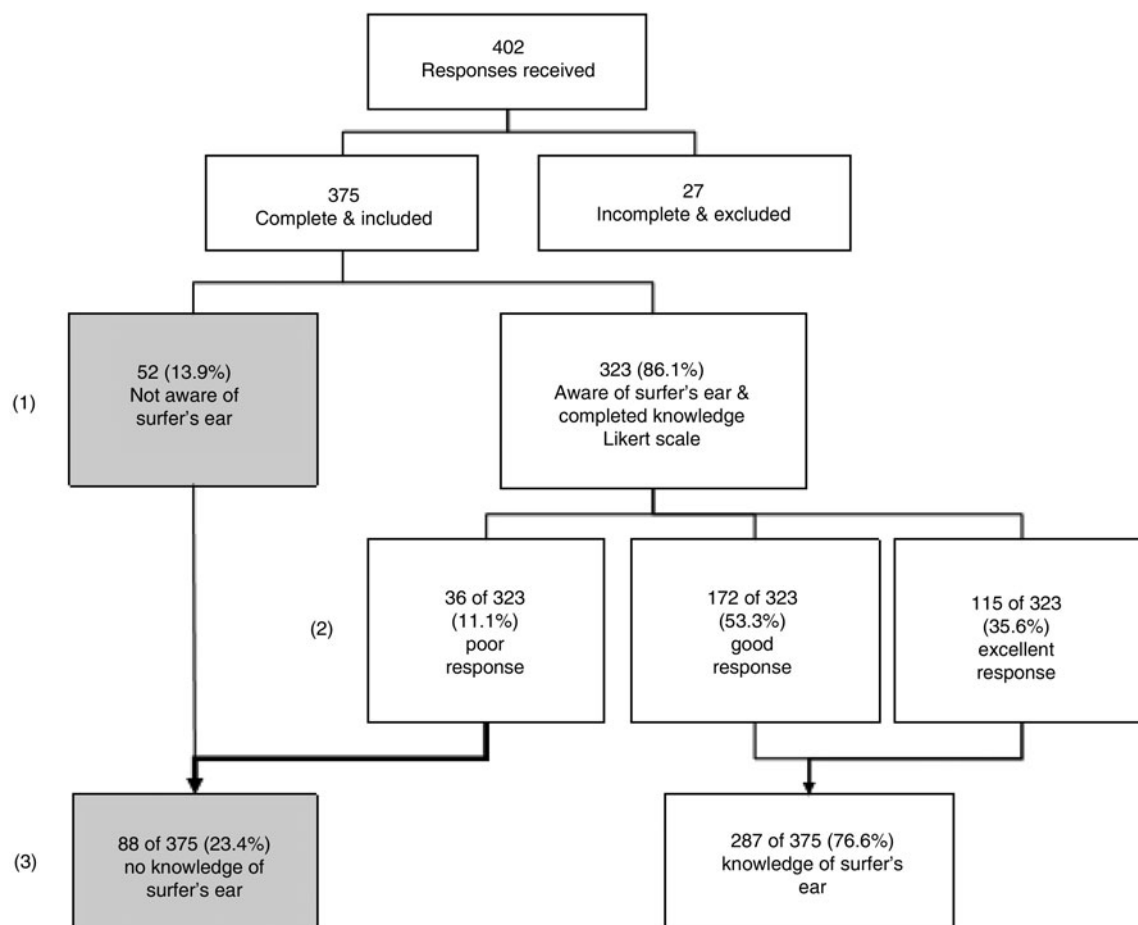 402
Responses received
375
Complete & included
27
Incomplete & excluded
(1)
52 (13.9%)
Not aware of
surfer's ear
323 (86.1%)
Aware of surfer's ear &
completed knowledge
Likert scale
(2)
36 of 323
(11.1%)
poor
response
172 of 323
(53.3%)
good
response
115 of 323
(35.6%)
excellent
response
(3)
88 of 375 (23.4%)
no knowledge of
surfer's ear
287 of 375 (76.6%)
knowledge of surfer's
ear